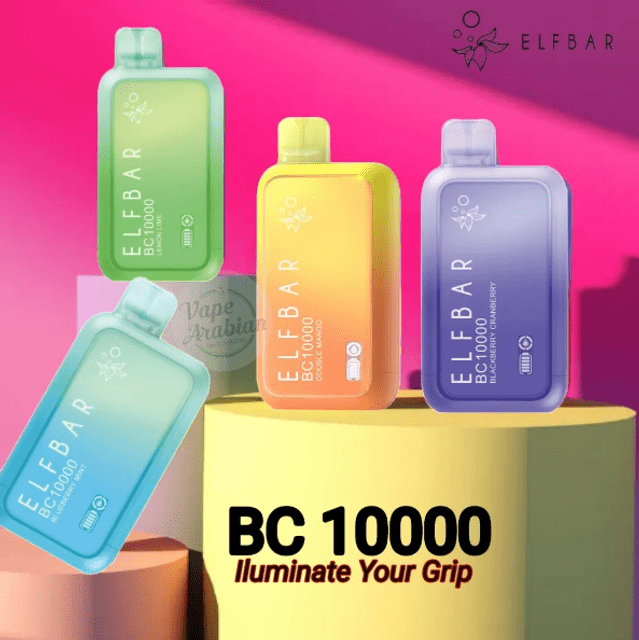 ELFBAR
ELFBAR
BC10000
LEMON LIME
ELFBAR
BC10000
DOUBLE MANGO
ELFBAR
BC10000
BLACKBERRY CRANBERRY
Vape
Arabian
ELFBAR
BC10000
BLUEBERRY MINT
BC 10000
Iluminate Your Grip